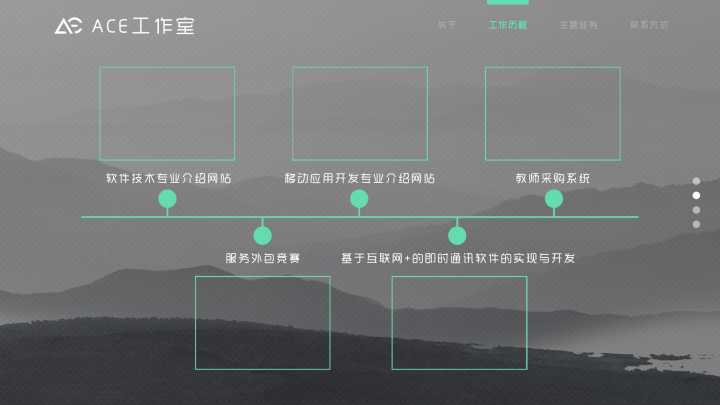 ACE工作室
关于
工作历程
主营业务
联系方式
软件技术专业介绍网站
移动应用开发专业介绍网站
教师采购系统
服务外包竞赛
基于互联网+的即时通讯软件的实现与开发